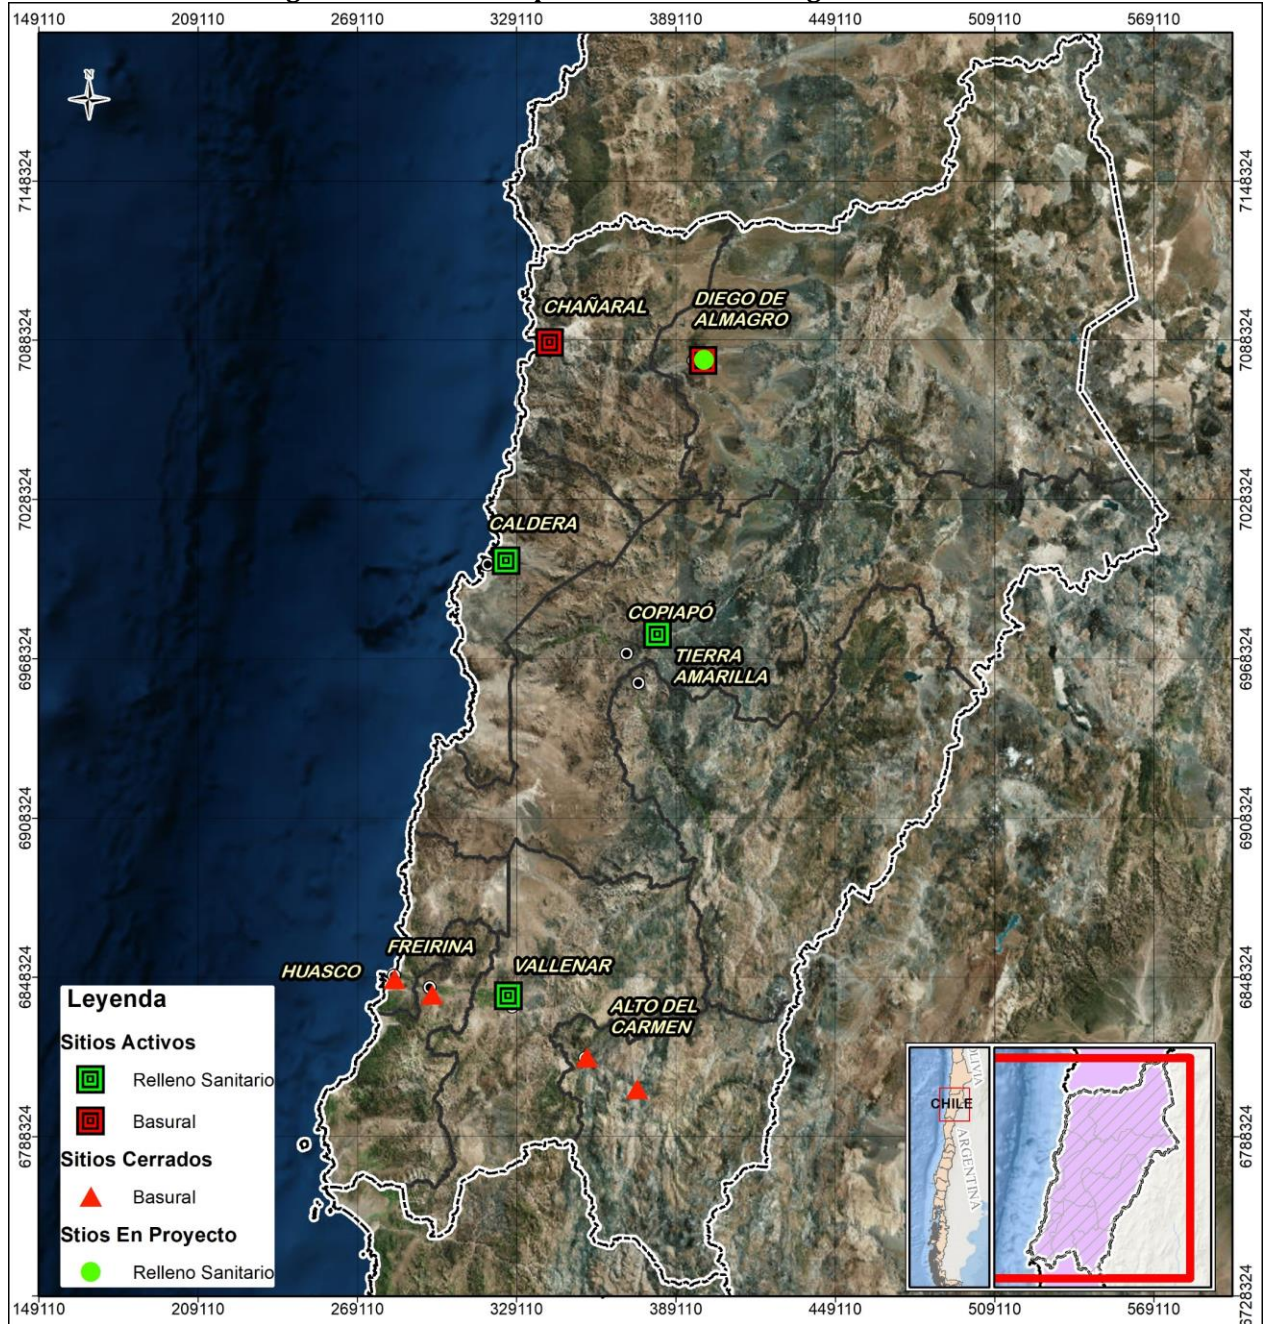 149110 209110 269110 329110 389110 449110 509110 569110
N
7148324 7148324
CHAÑARAL
DIEGO DE
ALMAGRO
7088324 7088324
7028324 7028324
CALDERA
COPIAPÓ
TIERRA
AMARILLA
6968324 6968324
6908324 6908324
FREIRINA
HUASCO
VALLENAR
6848324 6848324
ALTO DEL
CARMEN
Leyenda
Sitios Activos
Relleno Sanitario
Basural
Sitios Cerrados
Basural
Stios En Proyecto
Relleno Sanitario
CHILE
ARGENTINA
6788324 6788324
6728324 6728324
149110 209110 269110 329110 389110 449110 509110 569110